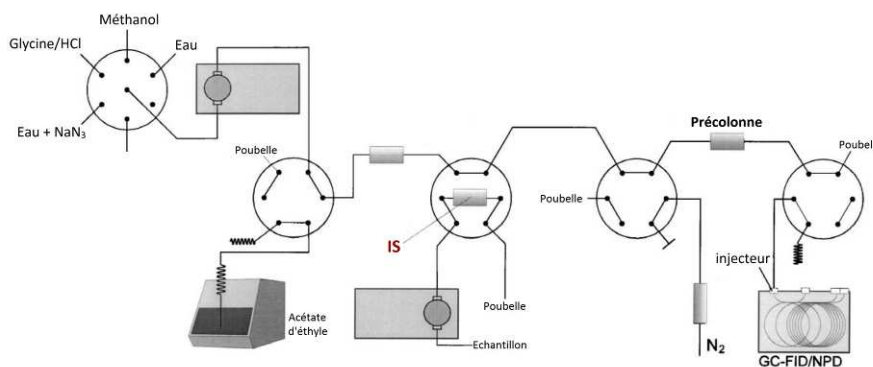 Méthanol
Glycine/HCl
Eau
Eau + NaN₃
Poubelle
Acétate
d'éthyle
IS
Poubelle
Echantillon
Poubelle
N₂
Précolonne
Poubel
injecteur
GC-FID/NPD